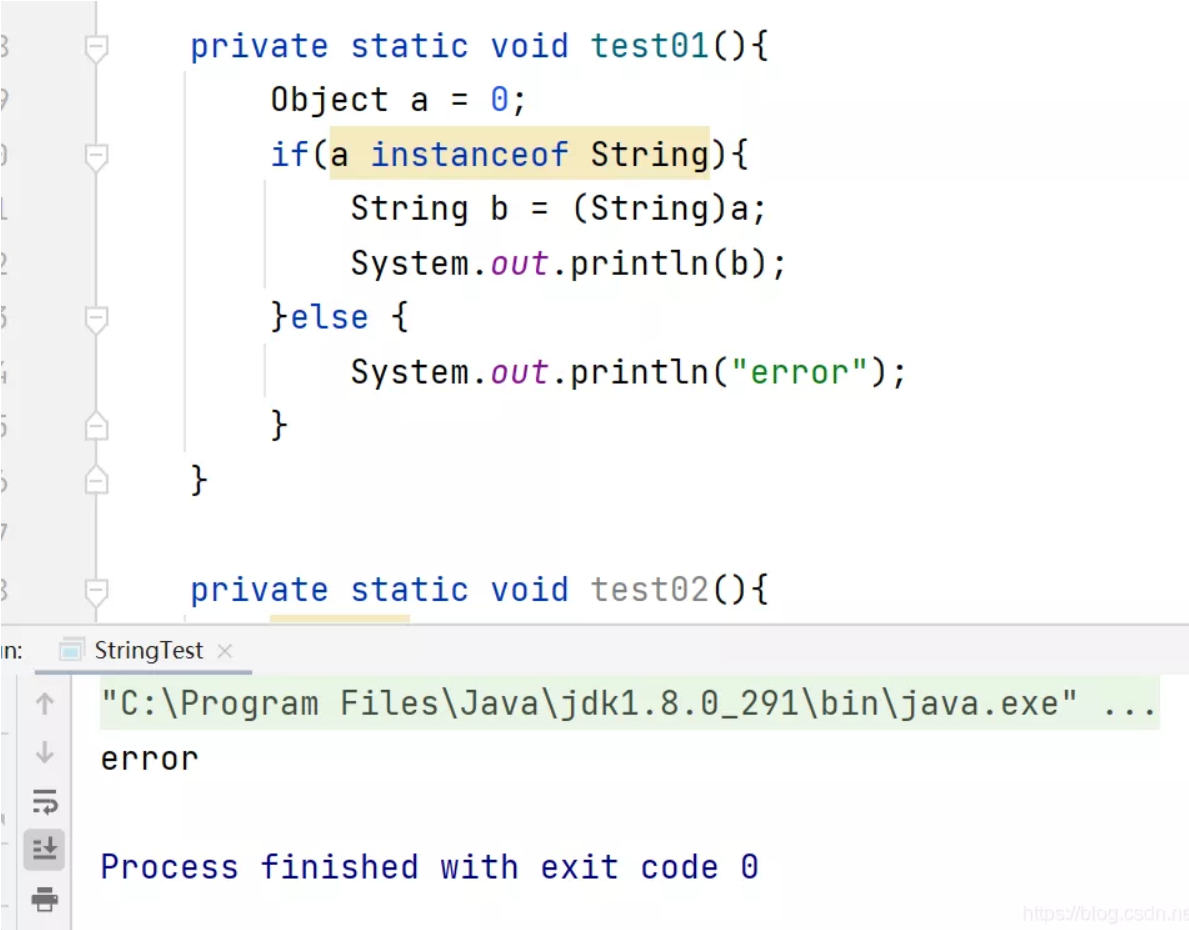 private static void test01(){
Object a = 0;
if(a instanceof String){
String b = (String)a;
System.out.println(b);
}else {
System.out.println("error");
}
}
private static void test02(){
StringTest
"C:\Program Files\Java\jdk1.8.0_291\bin\java.exe" ...
error
Process finished with exit code 0
https://blog.csdn.ne